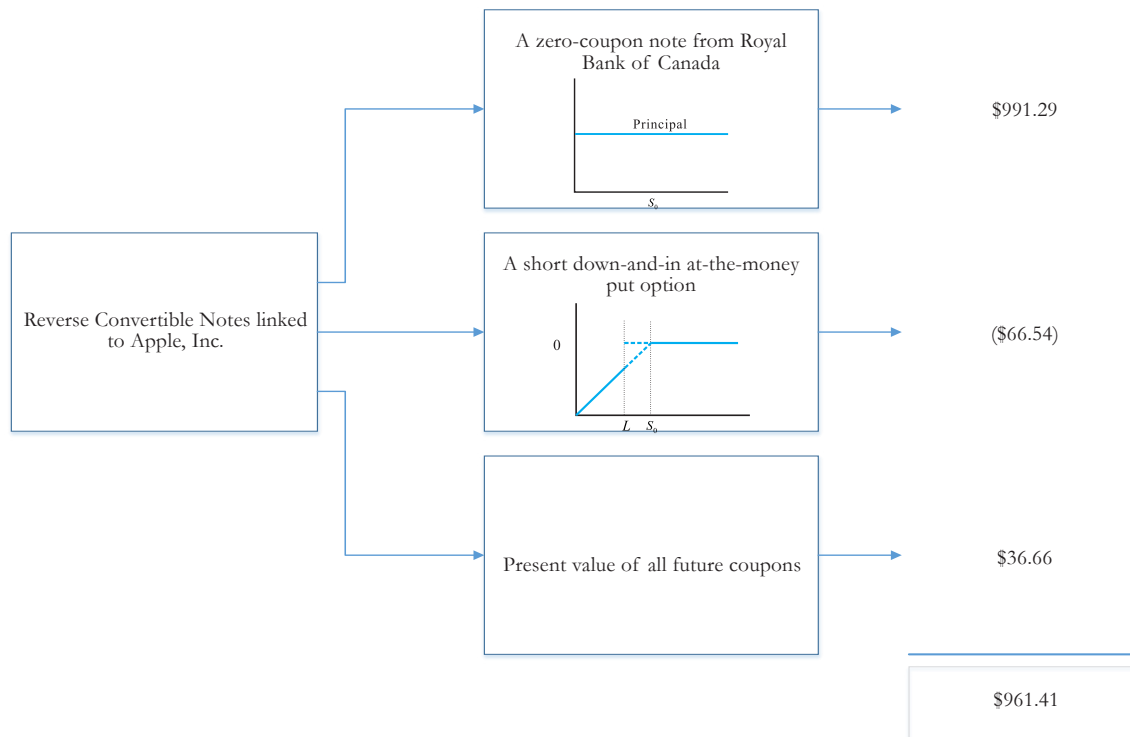 A zero-coupon note from Royal
Bank of Canada
Principal
S₀
$991.29
Reverse Convertible Notes linked
to Apple, Inc.
A short down-and-in at-the-money
put option
0
L S₀
($66.54)
Present value of all future coupons
$36.66
$961.41